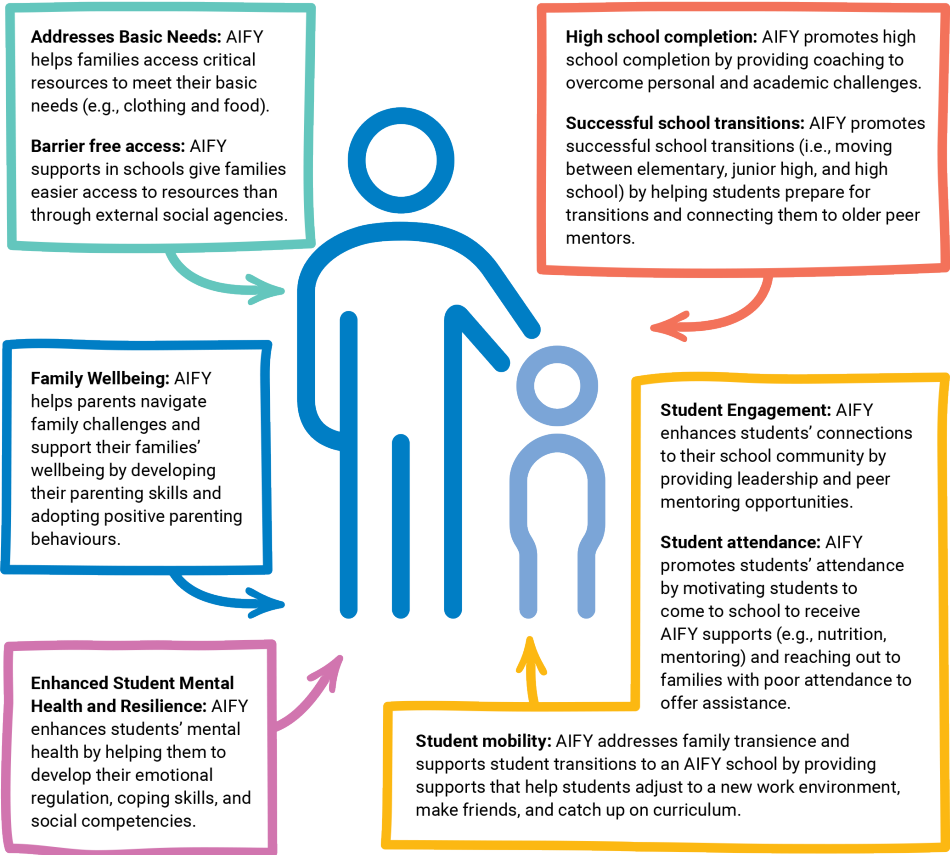 Addresses Basic Needs: AIFY
helps families access critical
resources to meet their basic
needs (e.g., clothing and food).
Barrier free access: AIFY
supports in schools give families
easier access to resources than
through external social agencies.
High school completion: AIFY promotes high
school completion by providing coaching to
overcome personal and academic challenges.
Successful school transitions: AIFY promotes
successful school transitions (i.e., moving
between elementary, junior high, and high
school) by helping students prepare for
transitions and connecting them to older peer
mentors.
Family Wellbeing: AIFY
helps parents navigate
family challenges and
support their families’
wellbeing by developing
their parenting skills and
adopting positive parenting
behaviours.
Student Engagement: AIFY
enhances students’ connections
to their school community by
providing leadership and peer
mentoring opportunities.
Student attendance: AIFY
promotes students’ attendance
by motivating students to
come to school to receive
AIFY supports (e.g., nutrition,
mentoring) and reaching out to
families with poor attendance to
offer assistance.
Student mobility: AIFY addresses family transience and
supports student transitions to an AIFY school by providing
supports that help students adjust to a new work environment,
make friends, and catch up on curriculum.
Enhanced Student Mental
Health and Resilience: AIFY
enhances students’ mental
health by helping them to
develop their emotional
regulation, coping skills, and
social competencies.